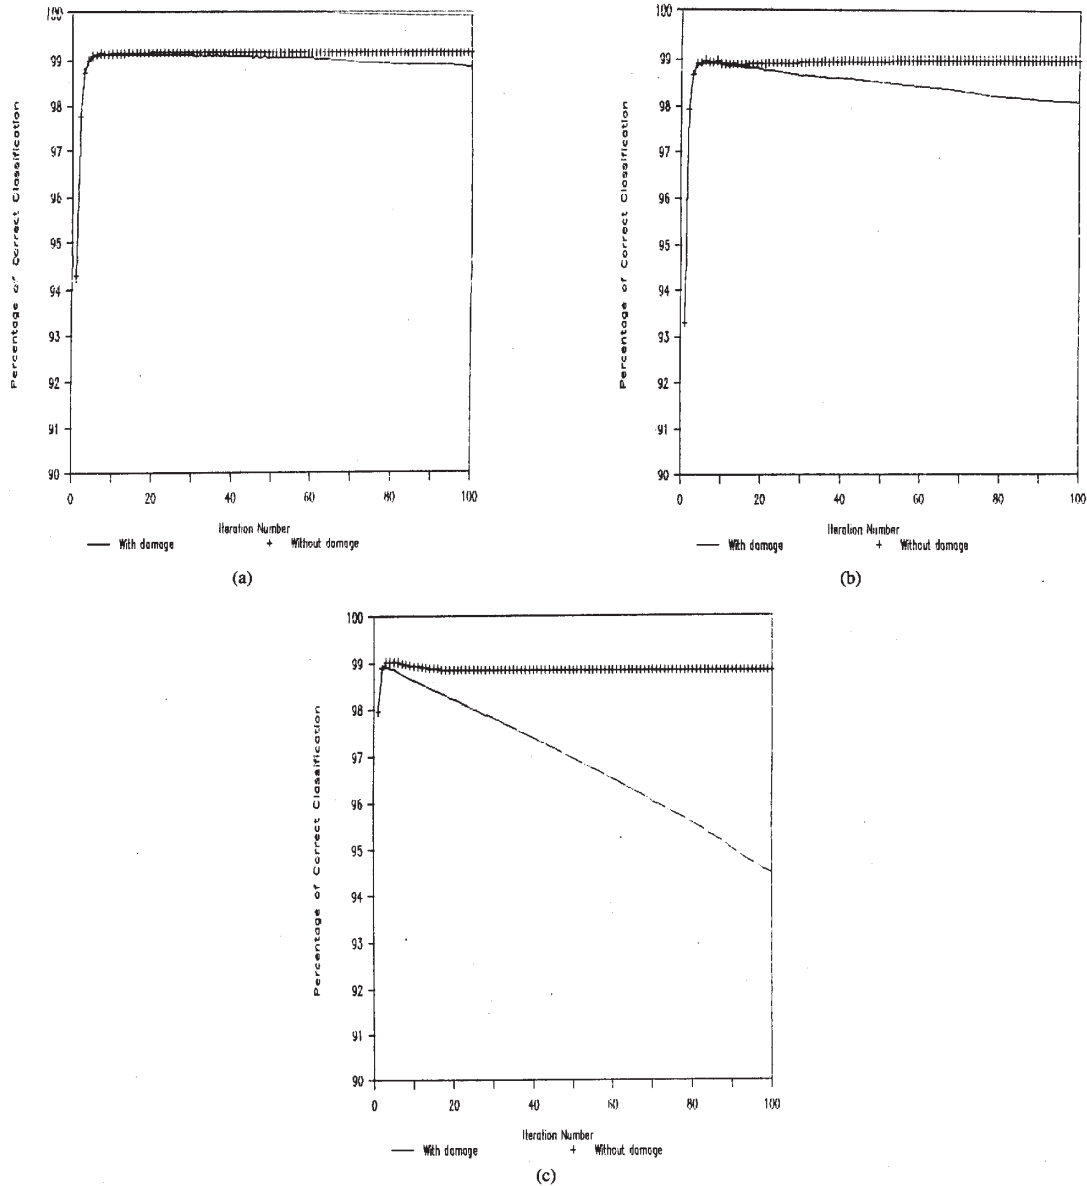 100
99
98
97
96
95
94
93
92
91
90
Percentage of Correct Classification
0 20 40 60 80 100
Iteration Number
With damage + Without damage
(a)
100
99
98
97
96
95
94
93
92
91
90
Percentage of Correct Classification
0 20 40 60 80 100
Iteration Number
With damage + Without damage
(b)
100
99
98
97
96
95
94
93
92
91
90
Percentage of Correct Classification
0 20 40 60 80 100
Iteration Number
With damage + Without damage
(c)